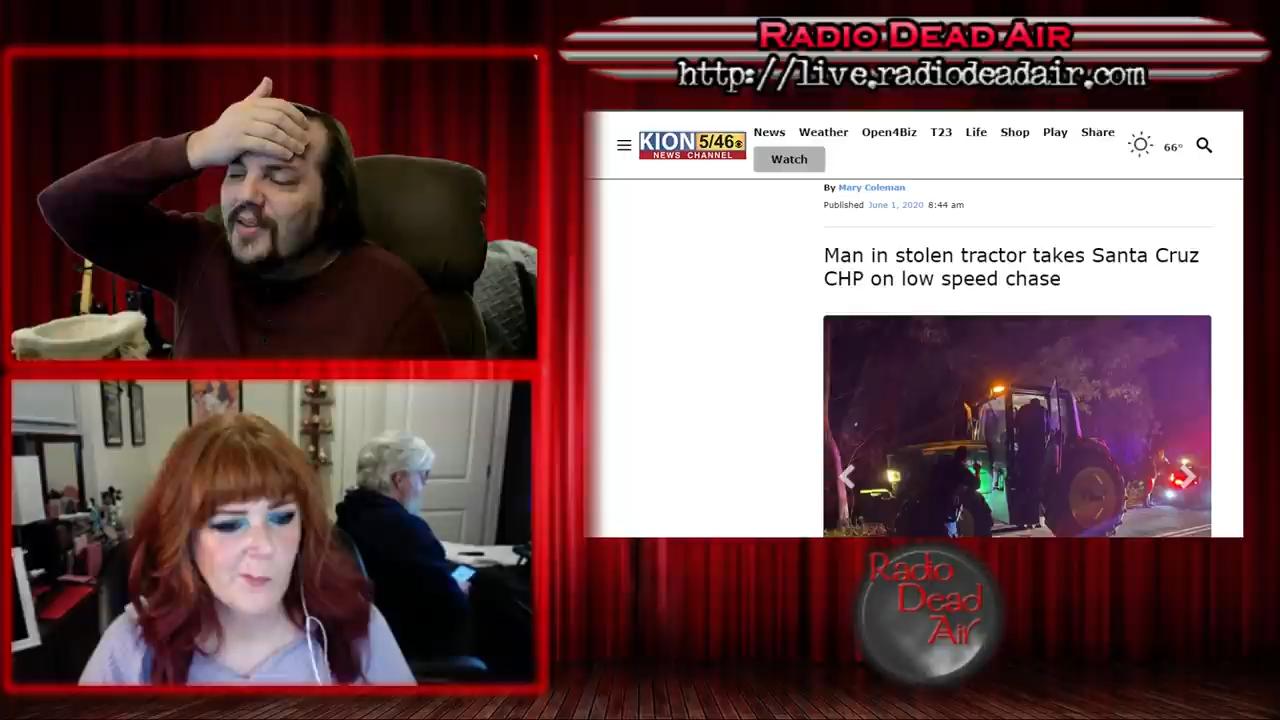 RADIO DEAD AIR
http://live.radiodeadair.com
KION 5/46
NEWS CHANNEL
News Weather Open4Biz T23 Life Shop Play Share
Watch
66°
By Mary Coleman
Published June 1, 2020 8:44 am
Man in stolen tractor takes Santa Cruz
CHP on low speed chase
Radio
Dead
Air